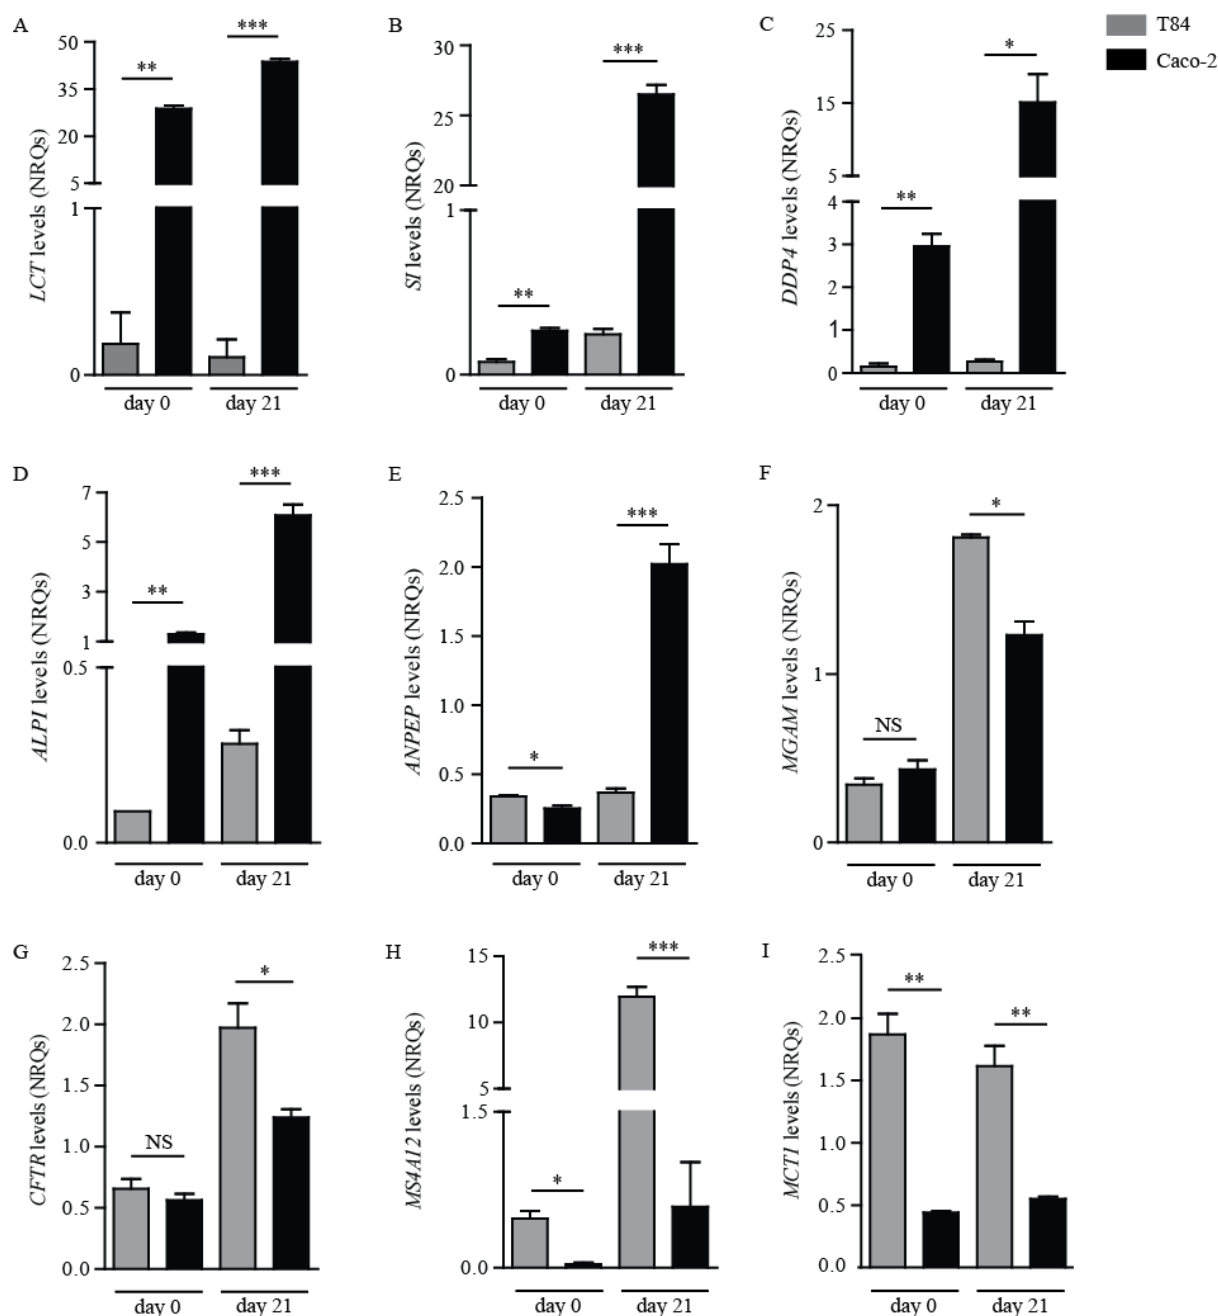 A
LCT levels (NRQs)
50
35
20
5
1
0
**
***
day 0
day 21
B
SI levels (NRQs)
30
25
20
1
0
**
***
day 0
day 21
C
DDP4 levels (NRQs)
25
15
5
4
3
2
1
0
**
*
day 0
day 21
T84
Caco-2
D
ALPI levels (NRQs)
7
5
3
1
0.5
0.0
**
***
day 0
day 21
E
ANPEP levels (NRQs)
2.5
2.0
1.5
1.0
0.5
0.0
*
***
day 0
day 21
F
MGAM levels (NRQs)
2
1
0
NS
*
day 0
day 21
G
CFTR levels (NRQs)
2.5
2.0
1.5
1.0
0.5
0.0
NS
*
day 0
day 21
H
MS4A12 levels (NRQs)
15
10
5
1.5
0.0
*
***
day 0
day 21
I
MCT1 levels (NRQs)
2.5
2.0
1.5
1.0
0.5
0.0
**
**
day 0
day 21